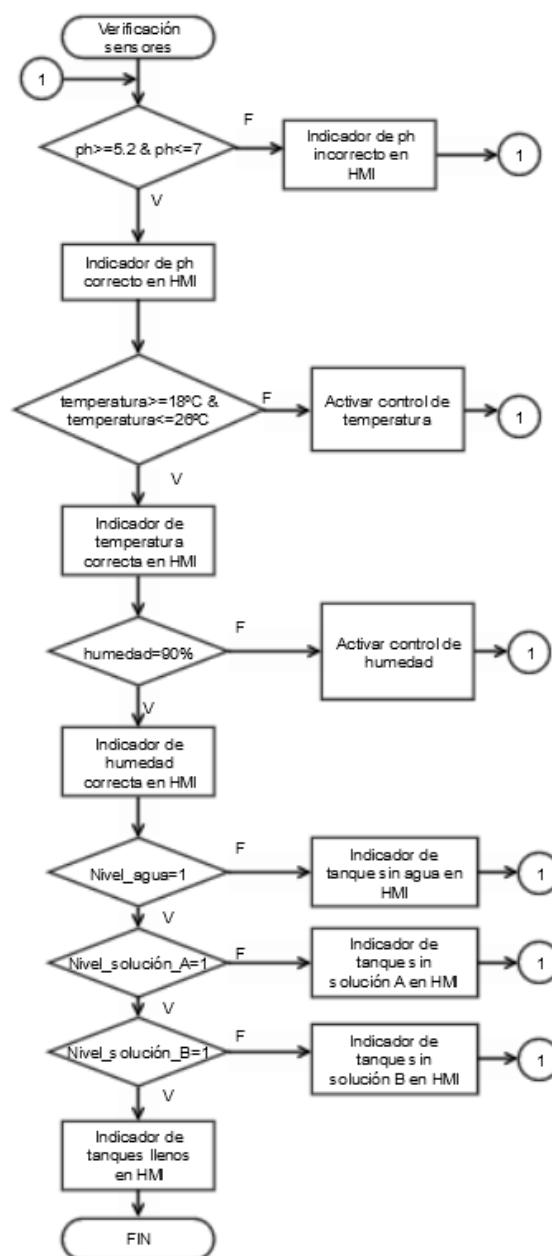 Verificación
sensores
1
ph>=5.2 & ph<=7
F
Indicador de ph
incorrecto en
HMI
1
V
Indicador de ph
correcto en HMI
temperatura>=18ºC &
temperatura<=26ºC
F
Activar control de
temperatura
1
V
Indicador de
temperatura
correcta en HMI
humedad=90%
F
Activar control de
humedad
1
V
Indicador de
humedad
correcta en HMI
Nivel_agua=1
F
Indicador de
tanque sin agua en
HMI
1
V
Nivel_solución_A=1
F
Indicador de
tanque sin
solución A en HMI
1
V
Nivel_solución_B=1
F
Indicador de
tanque sin
solución B en HMI
1
V
Indicador de
tanques llenos
en HMI
FIN